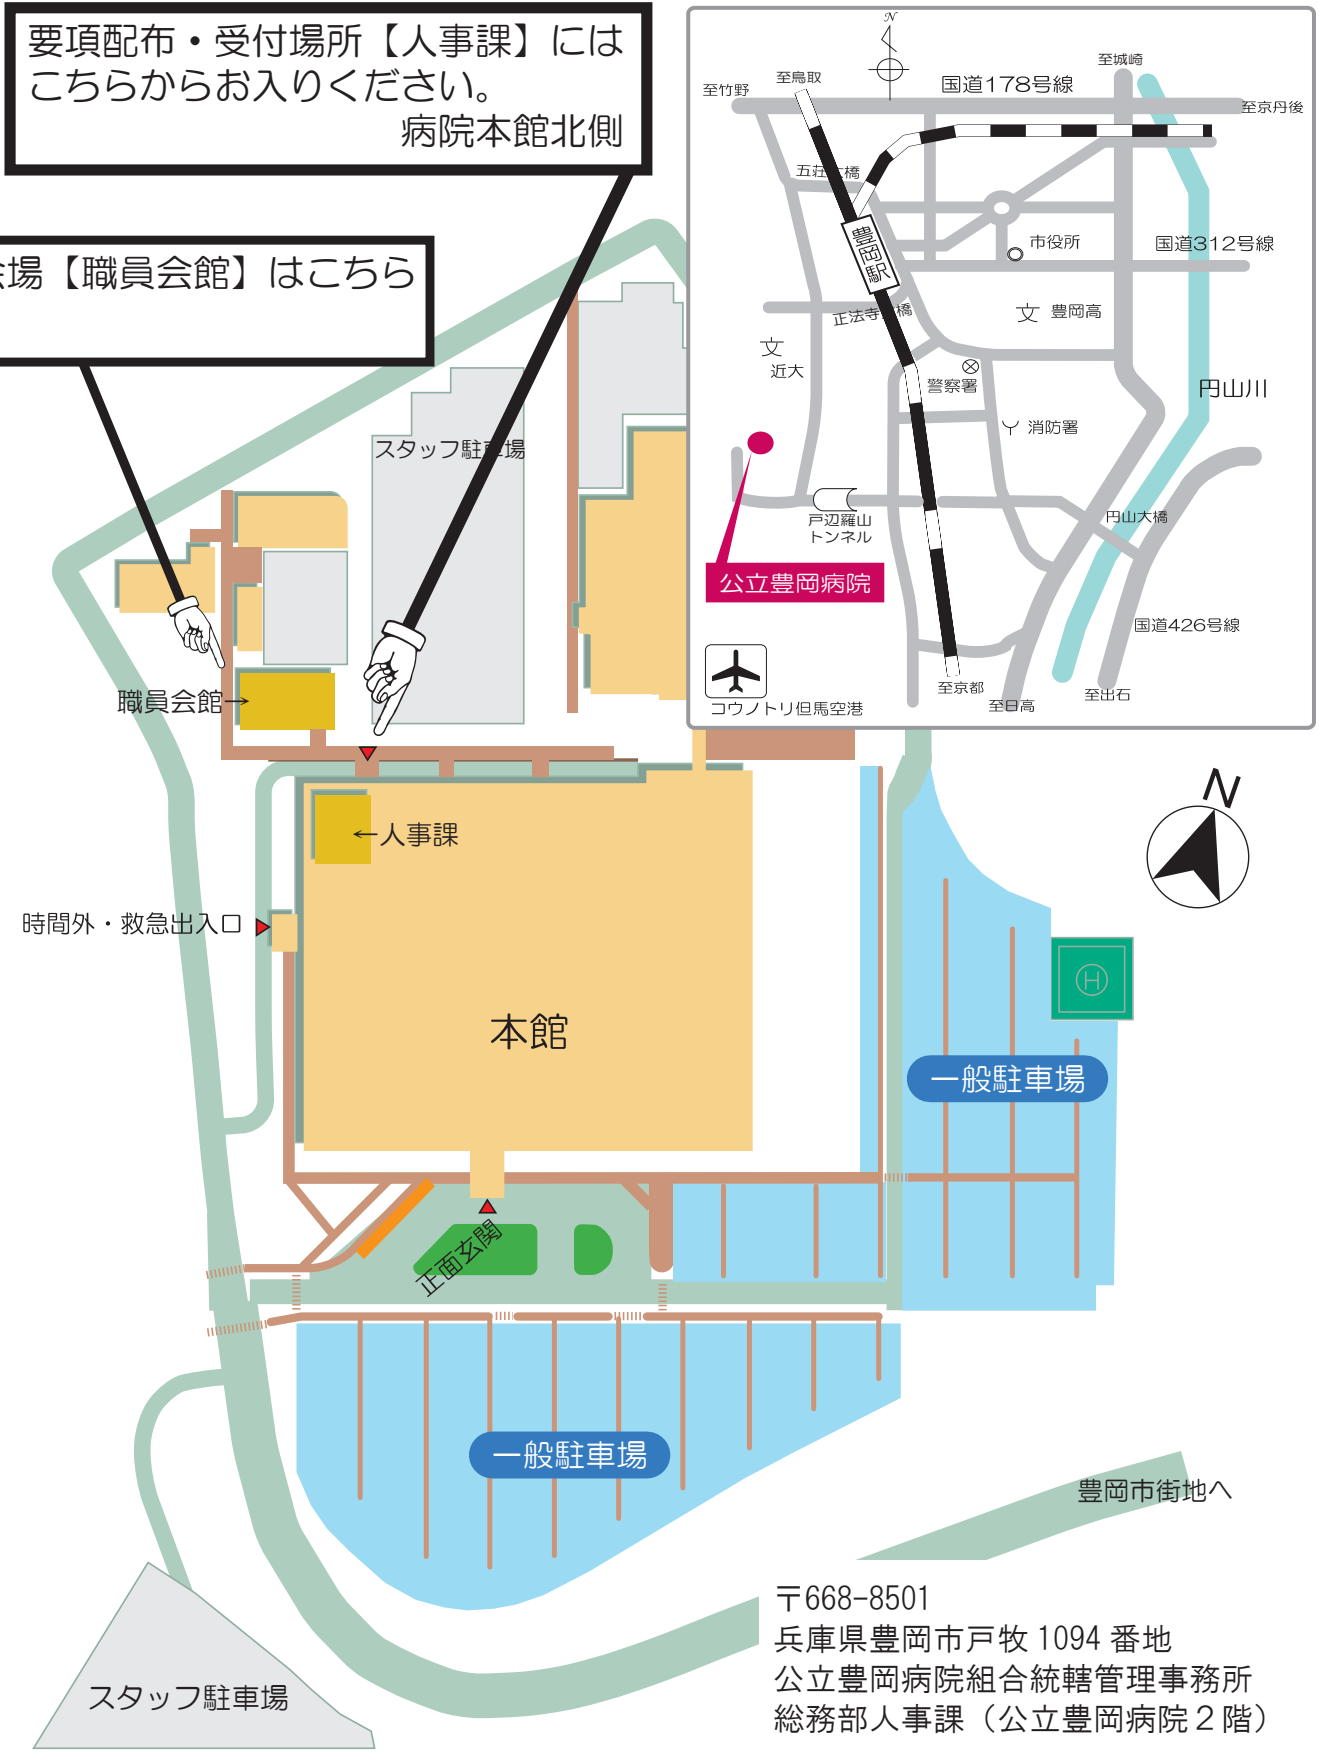 要項配布・受付場所【人事課】には
こちらからお入りください。
病院本館北側
場【職員会館】はこちら
N
至鳥取
至竹野
国道178号線
至城崎
至京丹後
五荘大橋
豊岡駅
市役所
国道312号線
正法寺橋
文
豊岡高
文
近大
警察署
円山川
消防署
戸辺羅山
トンネル
円山大橋
公立豊岡病院
国道426号線
至京都
至日高
至出石
コウノトリ但馬空港
スタッフ駐車場
職員会館→
←人事課
N
時間外・救急出入口
H
本館
一般駐車場
正面玄関
一般駐車場
豊岡市街地へ
スタッフ駐車場
〒668-8501
兵庫県豊岡市戸牧 1094 番地
公立豊岡病院組合統轄管理事務所
総務部人事課（公立豊岡病院２階）